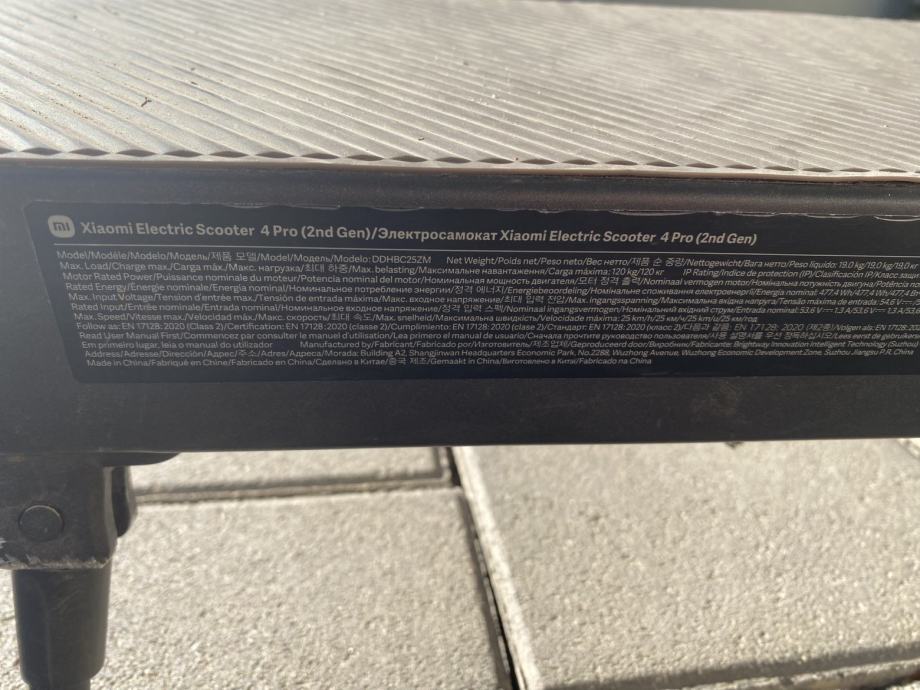 mi Xiaomi Electric Scooter 4 Pro (2nd Gen)/Электросамокат Xiaomi Electric Scooter 4 Pro (2nd Gen)
Model/Modèle/Modelo/Модель/제품 모델/Model/Модель/Modelo: DDHBC25ZM Net Weight/Poids net/Peso neto/Вес нетто/제품 순 중량/Nettogewicht/Вага нетто/Peso líquido: 19.0 kg/19.0 kg/19.0
Max. Load/Charge max./Carga máx./Макс. нагрузка/최대 하중/Max. belasting/Максимальне навантаження/Carga máxima: 120 kg/120 кг IP Rating/Indice de protection (IP)/Clasificación IP/Класс защит
Motor Rated Power/Puissance nominale du moteur/Potencia nominal del motor/Номинальная мощность двигателя/모터 정격 출력/Nominal vermogen motor/Номінальна потужність двигуна/Potência no
Rated Energy/Énergie nominale/Energía nominal/Номинальное потребление энергии/정격 에너지/Energiebeoordeling/Номінальне споживання електроенергії/Energia nominal: 477.4 Wh/477.4 Wh/477.4 Вт
Max. Input Voltage/Tension d'entrée max./Tensión de entrada máxima/Макс. входное напряжение/최대 입력 전압/Max. ingangsspanning/Максимальна вхідна напруга/Tensão máxima de entrada: 54.6 V
Rated Input/Entrée nominale/Entrada nominal/Номинальное входное напряжение/정격 입력 스펙/Nominaal ingangsvermogen/Номінальний вхідний струм/Entrada nominal: 53.6 V⎓1.3 A/53.6 V⎓1.3 A/53.6
Max. Speed/Vitesse max./Velocidad máx./Макс. скорость/최대 속도/Max. snelheid/Максимальна швидкість/Velocidade máxima: 25 km/h/25 км/ч/25 км/год
Follow as: EN 17128: 2020 (Class 2)/Certification: EN 17128: 2020 (classe 2)/Cumplimiento: EN 17128: 2020 (clase 2)/Стандарт: EN 17128: 2020 (класс 2)/다음과 같음: EN 17128: 2020 (제2종)/Volgen als: EN 17128: 20
Read User Manual First/Commencez par consulter le manuel d'utilisation/Lea primero el manual de usuario/Сначала прочтите руководство пользователя/사용 설명서를 우선 정독하십시오/Lees eerst de gebruikers
Em primeiro lugar, leia o manual do utilizador Manufactured by/Fabricant/Fabricado por/Изготовитель/제조업체/Geproduceerd door/Виробник/Fabricante: Brightway Innovation Intelligent Technology (Suzhou)
Address/Adresse/Dirección/Адрес/주소/Adres/Адреса/Morada: Building A2, Shangjinwan Headquarters Economic Park, No.2288, Wuzhong Avenue, Wuzhong Economic Development Zone, Suzhou Jiangsu P.R. China
Made in China/Fabriqué en Chine/Fabricado en China/Сделано в Китае/중국 제조/Gemaakt in China/Виготовлено в Китаї/Fabricado na China